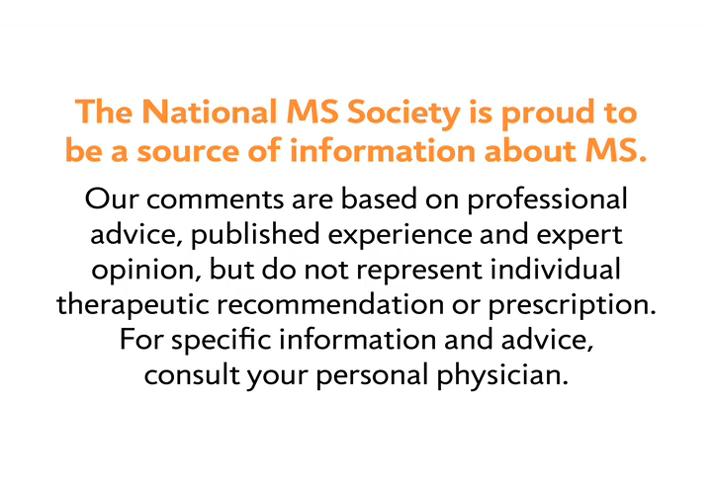 The National MS Society is proud to
be a source of information about MS.
Our comments are based on professional
advice, published experience and expert
opinion, but do not represent individual
therapeutic recommendation or prescription.
For specific information and advice,
consult your personal physician.